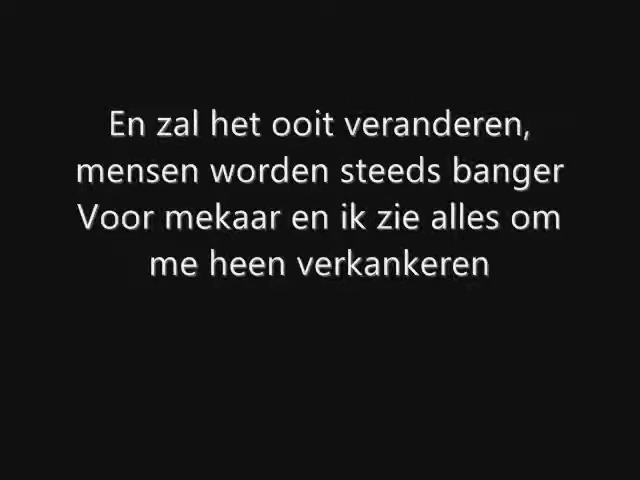 En zal het ooit veranderen,
mensen worden steeds banger
Voor mekaar en ik zie alles om
me heen verkankeren